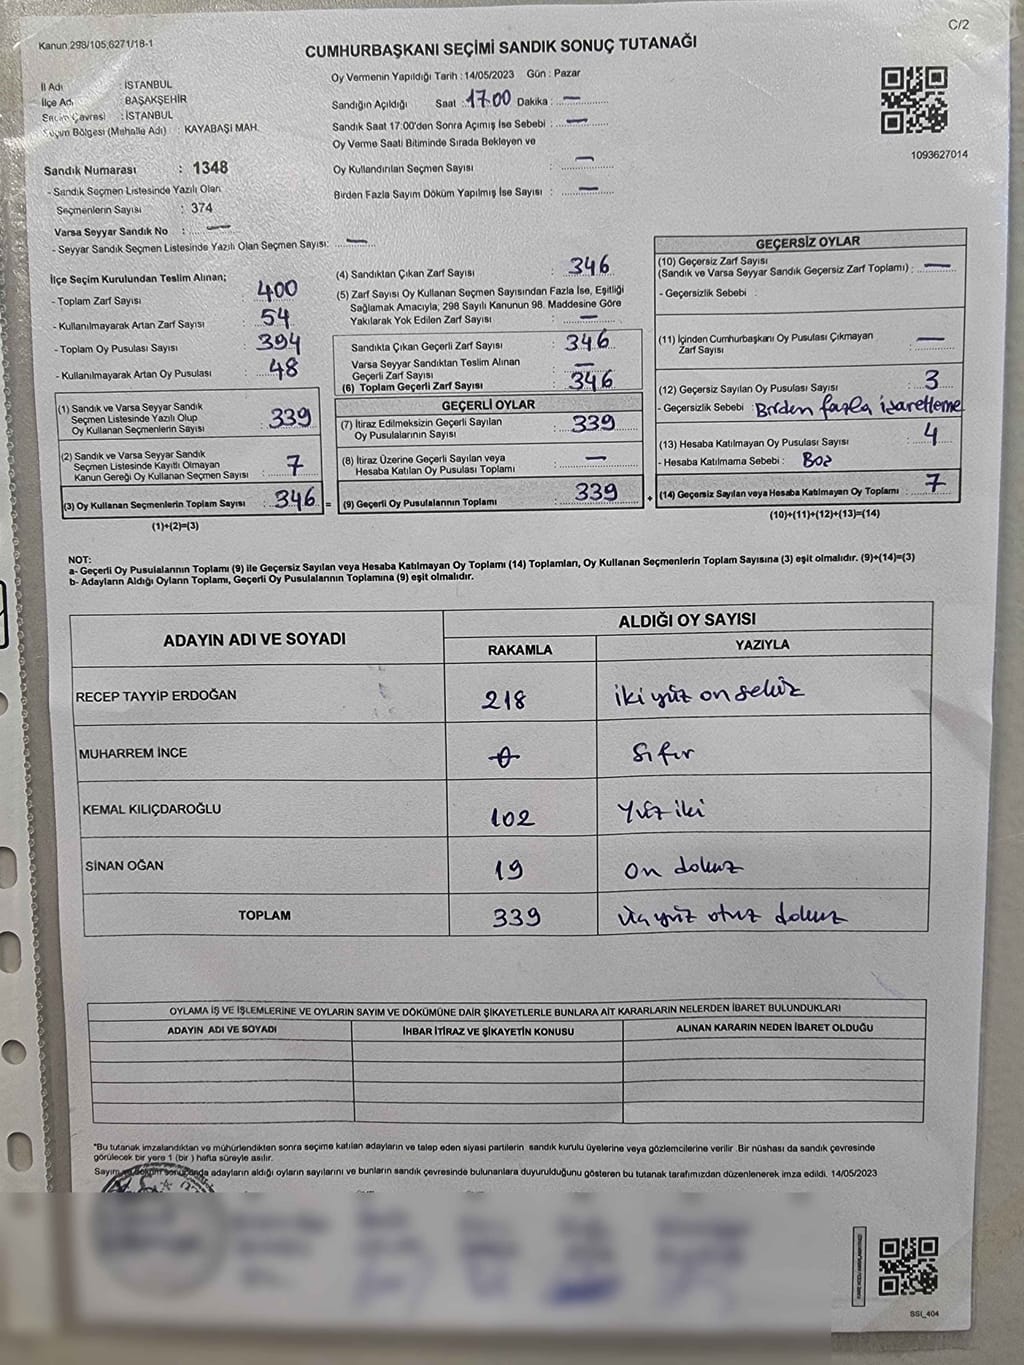 C/2
Kanun 298/105,6271/18-1
CUMHURBAŞKANI SEÇİMİ SANDIK SONUÇ TUTANAĞI
İl Adı : İSTANBUL
İlçe Adı : BAŞAKŞEHİR
Seçim Çevresi : İSTANBUL
Seçim Bölgesi (Mahalle Adı) : KAYABAŞI MAH.
Sandık Numarası : 1348
- Sandık Seçmen Listesinde Yazılı Olan
Seçmenlerin Sayısı : 374
Varsa Seyyar Sandık No : —
- Seyyar Sandık Seçmen Listesinde Yazılı Olan Seçmen Sayısı: —
Oy Vermenin Yapıldığı Tarih : 14/05/2023 Gün : Pazar
Sandığın Açıldığı Saat : 17.00 Dakika : —
Sandık Saat 17:00'den Sonra Açımış İse Sebebi : —
Oy Verme Saati Bitiminde Sırada Bekleyen ve
Oy Kullandırılan Seçmen Sayısı : —
Birden Fazla Sayım Döküm Yapılmış İse Sayısı : —
1093627014
İlçe Seçim Kurulundan Teslim Alınan;
- Toplam Zarf Sayısı : 400
- Kullanılmayarak Artan Zarf Sayısı : 54
- Toplam Oy Pusulası Sayısı : 394
- Kullanılmayarak Artan Oy Pusulası : 48
(1) Sandık ve Varsa Seyyar Sandık
Seçmen Listesinde Yazılı Olup
Oy Kullanan Seçmenlerin Sayısı : 339
(2) Sandık ve Varsa Seyyar Sandık
Seçmen Listesinde Kayıtlı Olmayan
Kanun Gereği Oy Kullanan Seçmen Sayısı : 7
(3) Oy Kullanan Seçmenlerin Toplam Sayısı : 346 =
(1)+(2)=(3)
(4) Sandıktan Çıkan Zarf Sayısı : 346
(5) Zarf Sayısı Oy Kullanan Seçmen Sayısından Fazla İse, Eşitliği
Sağlamak Amacıyla; 298 Sayılı Kanunun 98. Maddesine Göre
Yakılarak Yok Edilen Zarf Sayısı : —
Sandıkta Çıkan Geçerli Zarf Sayısı : 346
Varsa Seyyar Sandıktan Teslim Alınan
Geçerli Zarf Sayısı : —
(6) Toplam Geçerli Zarf Sayısı : 346
GEÇERLİ OYLAR
(7) İtiraz Edilmeksizin Geçerli Sayılan
Oy Pusulalarının Sayısı : 339
(8) İtiraz Üzerine Geçerli Sayılan veya
Hesaba Katılan Oy Pusulası Toplamı : —
(9) Geçerli Oy Pusulalarının Toplamı : 339 +
GEÇERSİZ OYLAR
(10) Geçersiz Zarf Sayısı
(Sandık ve Varsa Seyyar Sandık Geçersiz Zarf Toplamı) : —
- Geçersizlik Sebebi :
(11) İçinden Cumhurbaşkanı Oy Pusulası Çıkmayan
Zarf Sayısı : —
(12) Geçersiz Sayılan Oy Pusulası Sayısı : 3
- Geçersizlik Sebebi : Birden fazla işaretleme
(13) Hesaba Katılmayan Oy Pusulası Sayısı : 4
- Hesaba Katılmama Sebebi : Boz
(14) Geçersiz Sayılan veya Hesaba Katılmayan Oy Toplamı : 7
(10)+(11)+(12)+(13)=(14)
NOT:
a- Geçerli Oy Pusulalarının Toplamı (9) ile Geçersiz Sayılan veya Hesaba Katılmayan Oy Toplamı (14) Toplamları, Oy Kullanan Seçmenlerin Toplam Sayısına (3) eşit olmalıdır. (9)+(14)=(3)
b- Adayların Aldığı Oyların Toplamı, Geçerli Oy Pusulalarının Toplamına (9) eşit olmalıdır.
ADAYIN ADI VE SOYADI
ALDIĞI OY SAYISI
RAKAMLA YAZIYLA
RECEP TAYYİP ERDOĞAN 218 iki yüz on sekiz
MUHARREM İNCE 0 Sıfır
KEMAL KILIÇDAROĞLU 102 Yüz iki
SİNAN OĞAN 19 on dokuz
TOPLAM 339 üç yüz otuz dokuz
OYLAMA İŞ VE İŞLEMLERİNE VE OYLARIN SAYIM VE DÖKÜMÜNE DAİR ŞİKAYETLERLE BUNLARA AİT KARARLARIN NELERDEN İBARET BULUNDUKLARI
ADAYIN ADI VE SOYADI İHBAR İTİRAZ VE ŞİKAYETİN KONUSU ALINAN KARARIN NEDEN İBARET OLDUĞU
*Bu tutanak imzalandıktan ve mühürlendikten sonra seçime katılan adayların ve talep eden siyasi partilerin sandık kurulu üyelerine veya gözlemcilerine verilir. Bir nüshası da sandık çevresinde
görülecek bir yere 1 (bir) hafta süreyle asılır.
Sayım adayların aldığı oyların sayılarını ve bunların sandık çevresinde bulunanlara duyurulduğunu gösteren bu tutanak tarafımızdan düzenlenerek imza edildi. 14/05/2023
SSI_404